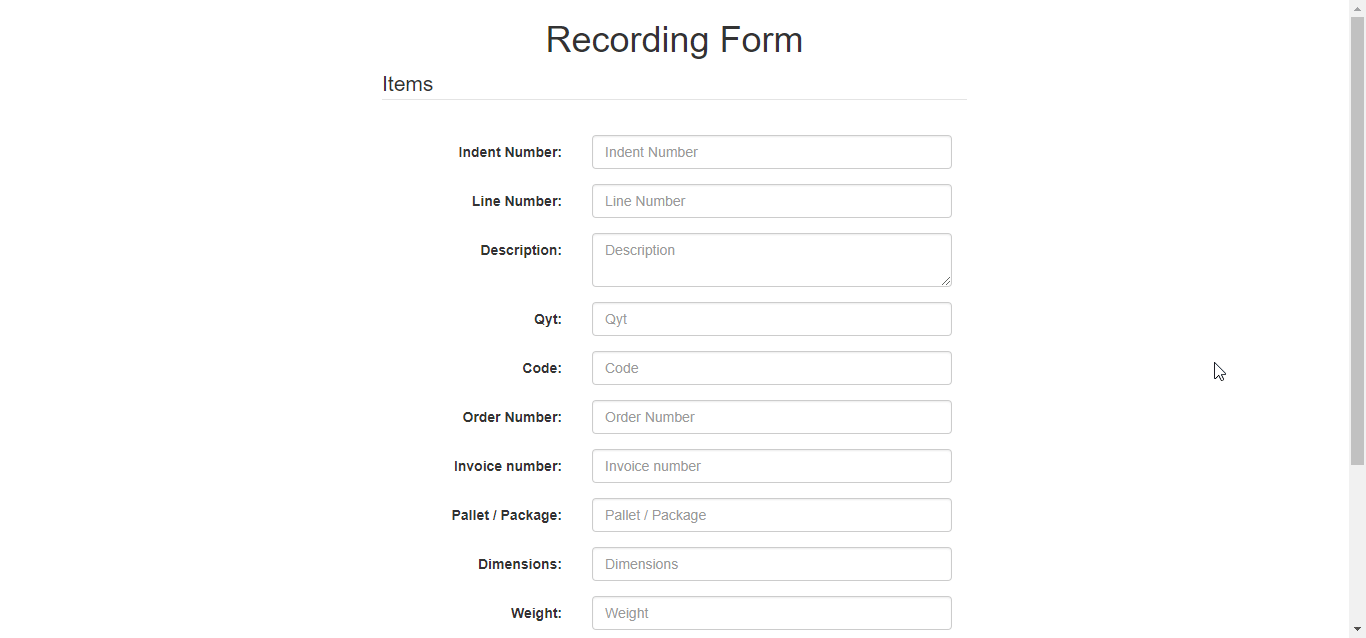 Recording Form
Items
Indent Number: Indent Number
Line Number: Line Number
Description: Description
Qyt: Qyt
Code: Code
Order Number: Order Number
Invoice number: Invoice number
Pallet / Package: Pallet / Package
Dimensions: Dimensions
Weight: Weight